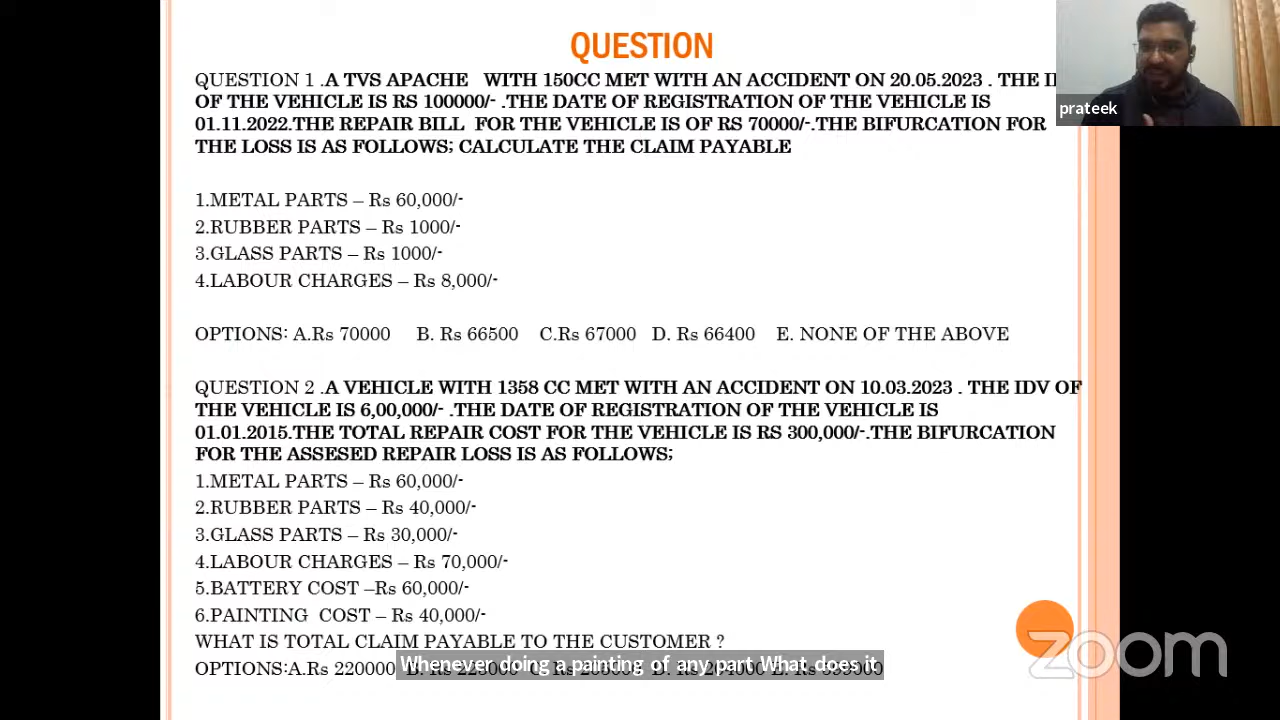 QUESTION
QUESTION 1 .A TVS APACHE WITH 150CC MET WITH AN ACCIDENT ON 20.05.2023 . THE
OF THE VEHICLE IS RS 100000/- .THE DATE OF REGISTRATION OF THE VEHICLE IS
01.11.2022.THE REPAIR BILL FOR THE VEHICLE IS OF RS 70000/-.THE BIFURCATION FOR
THE LOSS IS AS FOLLOWS; CALCULATE THE CLAIM PAYABLE
prateek
1.METAL PARTS – Rs 60,000/-
2.RUBBER PARTS – Rs 1000/-
3.GLASS PARTS – Rs 1000/-
4.LABOUR CHARGES – Rs 8,000/-
OPTIONS: A.Rs 70000 B. Rs 66500 C.Rs 67000 D. Rs 66400 E. NONE OF THE ABOVE
QUESTION 2 .A VEHICLE WITH 1358 CC MET WITH AN ACCIDENT ON 10.03.2023 . THE IDV OF
THE VEHICLE IS 6,00,000/- .THE DATE OF REGISTRATION OF THE VEHICLE IS
01.01.2015.THE TOTAL REPAIR COST FOR THE VEHICLE IS RS 300,000/-.THE BIFURCATION
FOR THE ASSESED REPAIR LOSS IS AS FOLLOWS;
1.METAL PARTS – Rs 60,000/-
2.RUBBER PARTS – Rs 40,000/-
3.GLASS PARTS – Rs 30,000/-
4.LABOUR CHARGES – Rs 70,000/-
5.BATTERY COST –Rs 60,000/-
6.PAINTING COST – Rs 40,000/-
WHAT IS TOTAL CLAIM PAYABLE TO THE CUSTOMER ?
OPTIONS:A.Rs 220000
Whenever doing a painting of any part What does it
zoom